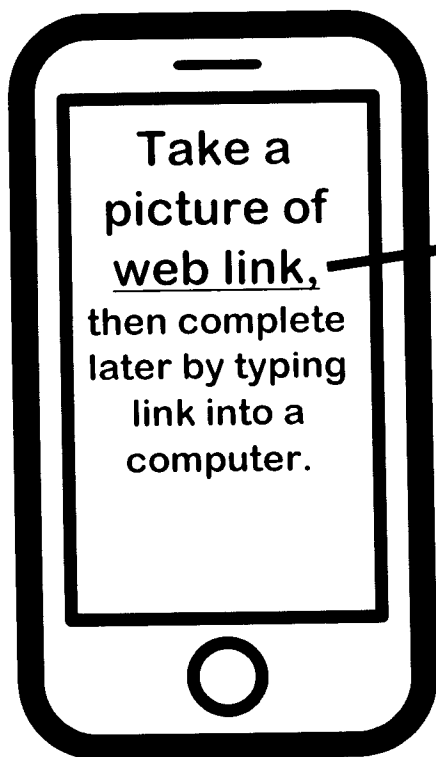 Take a
picture of
web link,
then complete
later by typing
link into a
computer.